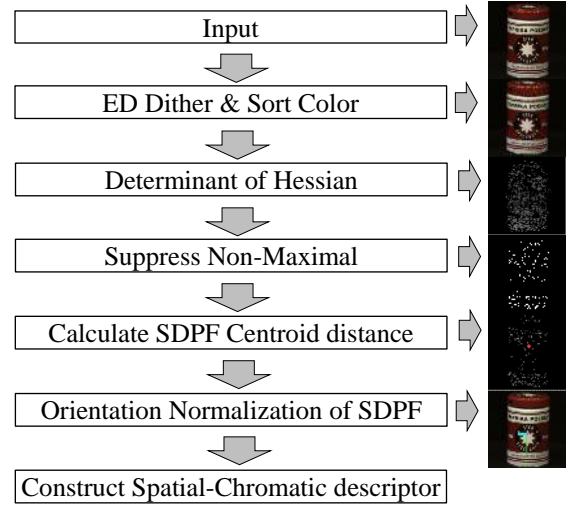 Input
ED Dither & Sort Color
Determinant of Hessian
Suppress Non-Maximal
Calculate SDPF Centroid distance
Orientation Normalization of SDPF
Construct Spatial-Chromatic descriptor